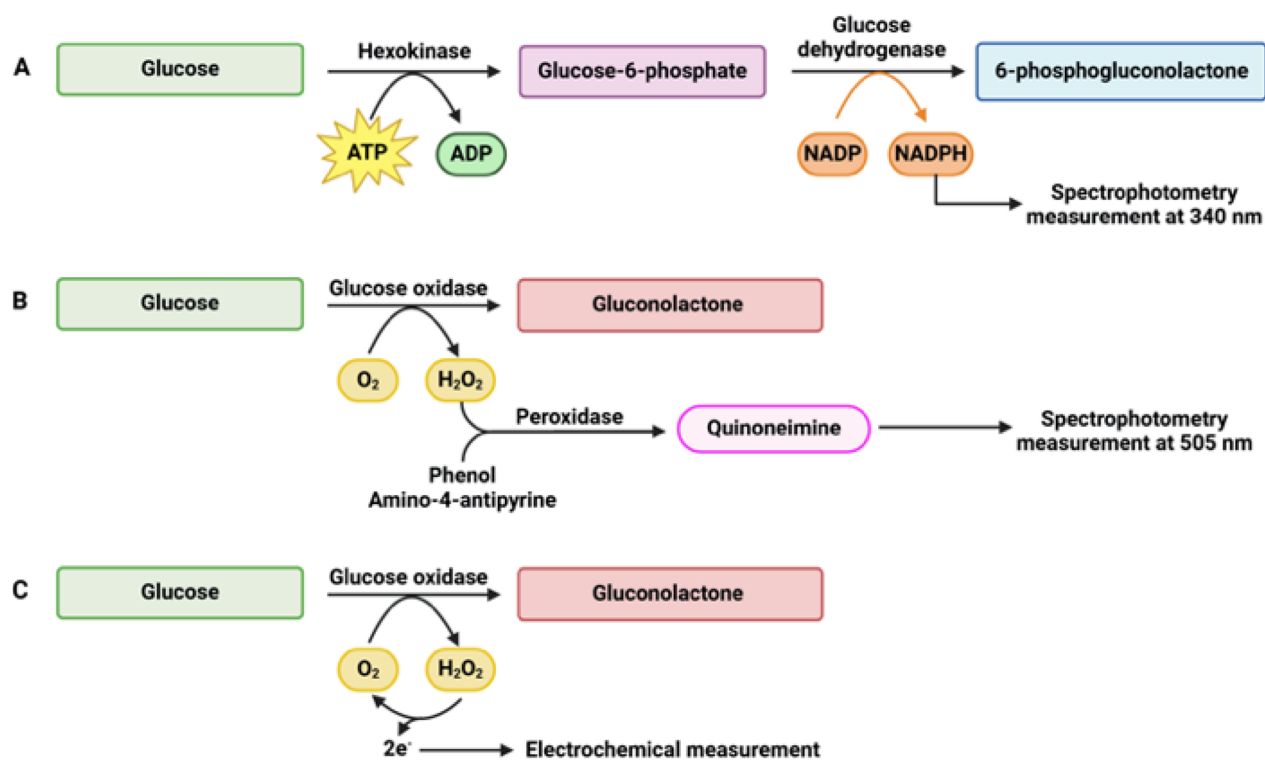 A
Glucose
Hexokinase
Glucose-6-phosphate
Glucose
dehydrogenase
6-phosphogluconolactone
ATP
ADP
NADP
NADPH
Spectrophotometry
measurement at 340 nm
B
Glucose
Glucose oxidase
Gluconolactone
O₂
H₂O₂
Peroxidase
Quinoneimine
Spectrophotometry
measurement at 505 nm
Phenol
Amino-4-antipyrine
C
Glucose
Glucose oxidase
Gluconolactone
O₂
H₂O₂
2e⁻
Electrochemical measurement